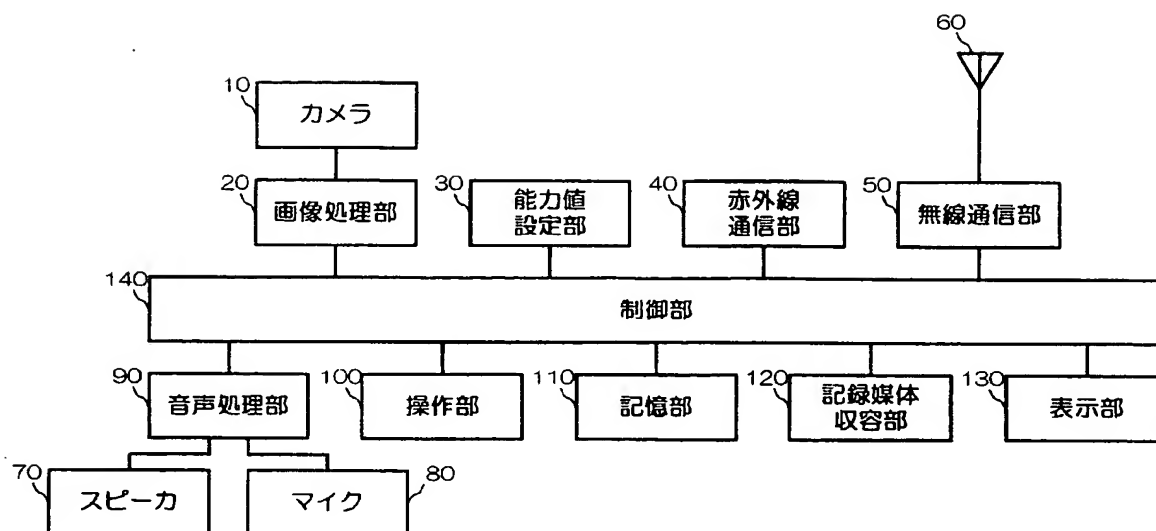 60
10
カメラ
20
画像処理部
30
能力値
設定部
40
赤外線
通信部
50
無線通信部
140
制御部
90
音声処理部
100
操作部
110
記憶部
120
記録媒体
収容部
130
表示部
70
スピーカ
マイク
80